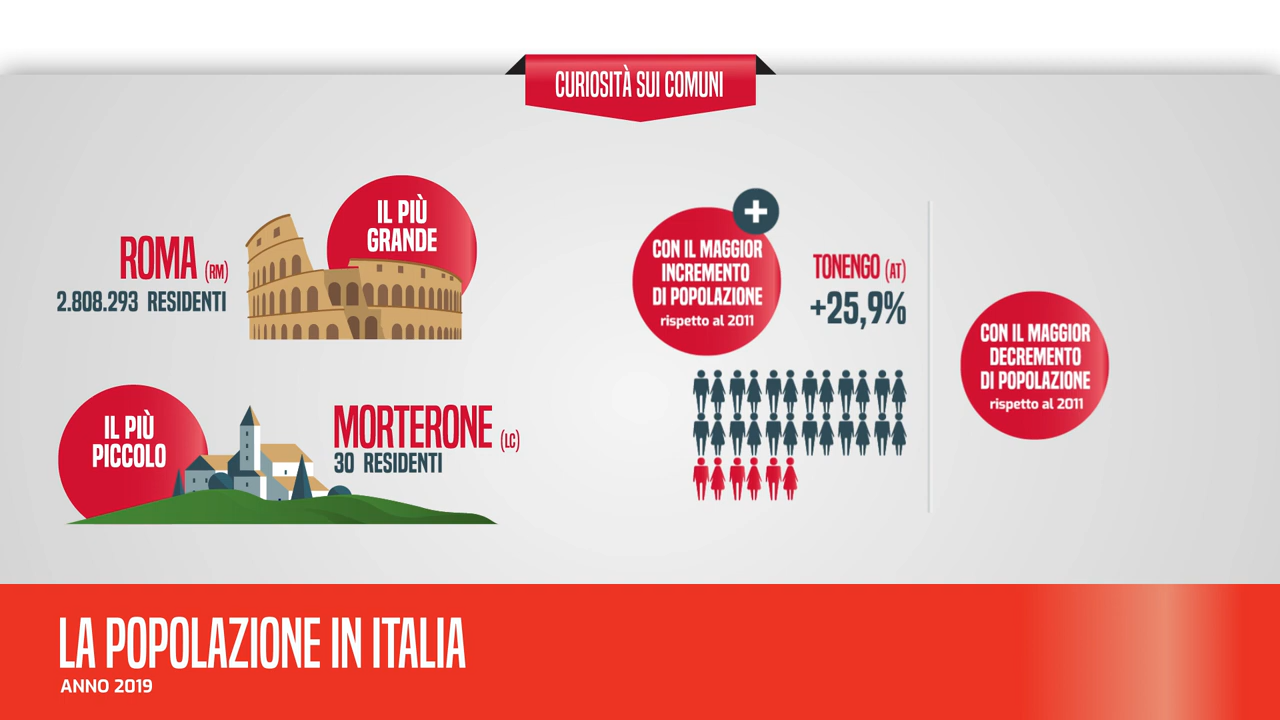 CURIOSITÀ SUI COMUNI
IL PIÙ
GRANDE
ROMA (RM)
2.808.293 RESIDENTI
IL PIÙ
PICCOLO
MORTERONE (LC)
30 RESIDENTI
+
CON IL MAGGIOR
INCREMENTO
DI POPOLAZIONE
rispetto al 2011
TONENGO (AT)
+25,9%
CON IL MAGGIOR
DECREMENTO
DI POPOLAZIONE
rispetto al 2011
LA POPOLAZIONE IN ITALIA
ANNO 2019